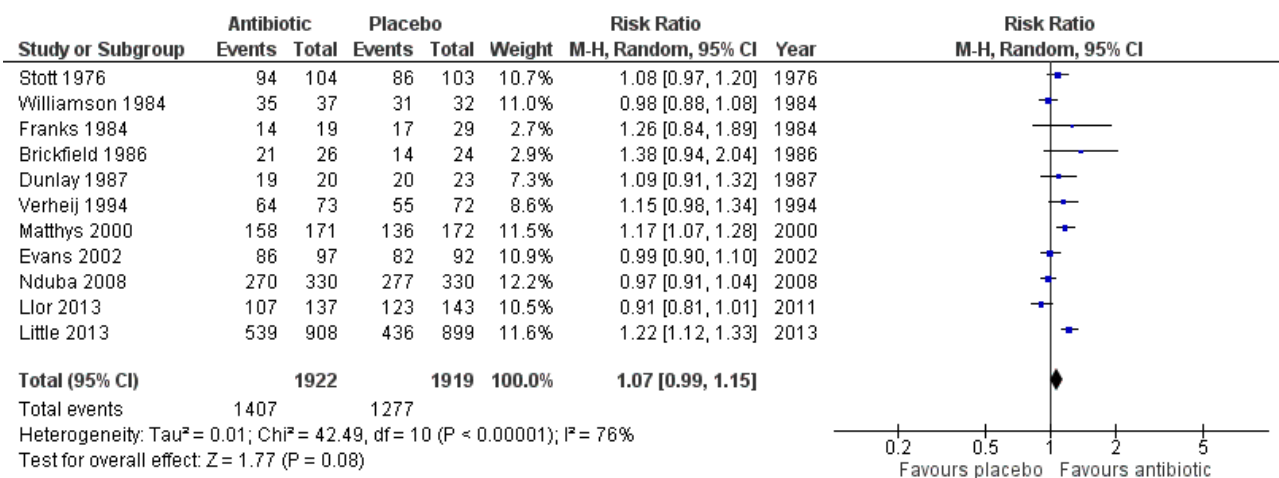 Antibiotic Placebo Risk Ratio Risk Ratio
Study or Subgroup Events Total Events Total Weight M-H, Random, 95% CI Year M-H, Random, 95% CI
Stott 1976 94 104 86 103 10.7% 1.08 [0.97, 1.20] 1976
Williamson 1984 35 37 31 32 11.0% 0.98 [0.88, 1.08] 1984
Franks 1984 14 19 17 29 2.7% 1.26 [0.84, 1.89] 1984
Brickfield 1986 21 26 14 24 2.9% 1.38 [0.94, 2.04] 1986
Dunlay 1987 19 20 20 23 7.3% 1.09 [0.91, 1.32] 1987
Verheij 1994 64 73 55 72 8.6% 1.15 [0.98, 1.34] 1994
Matthys 2000 158 171 136 172 11.5% 1.17 [1.07, 1.28] 2000
Evans 2002 86 97 82 92 10.9% 0.99 [0.90, 1.10] 2002
Nduba 2008 270 330 277 330 12.2% 0.97 [0.91, 1.04] 2008
Llor 2013 107 137 123 143 10.5% 0.91 [0.81, 1.01] 2011
Little 2013 539 908 436 899 11.6% 1.22 [1.12, 1.33] 2013
Total (95% CI) 1922 1919 100.0% 1.07 [0.99, 1.15]
Total events 1407 1277
Heterogeneity: Tau² = 0.01; Chi² = 42.49, df = 10 (P < 0.00001); I² = 76%
Test for overall effect: Z = 1.77 (P = 0.08)
0.2 0.5 1 2 5
Favours placebo Favours antibiotic